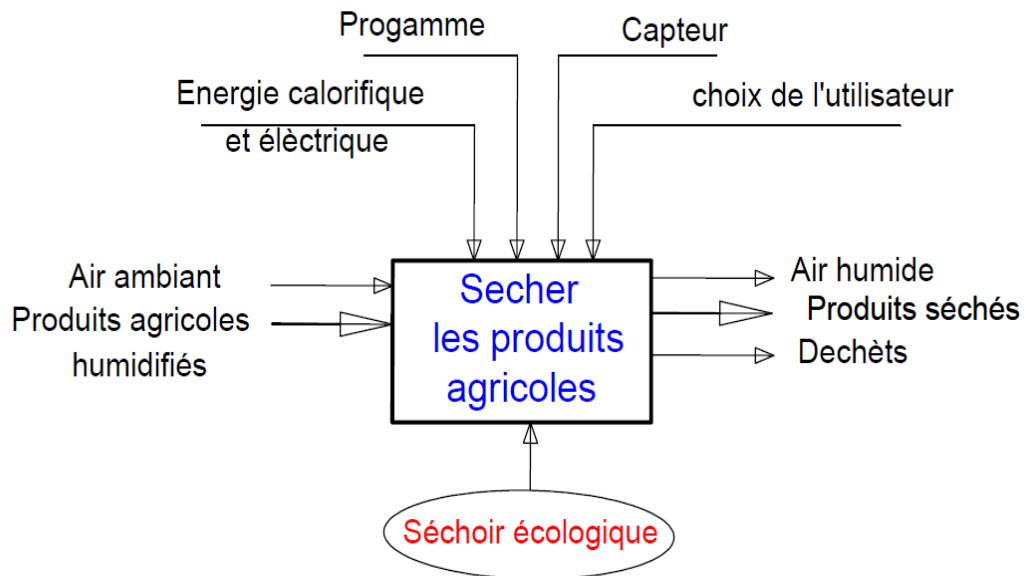 Progamme
Capteur
Energie calorifique
et élèctrique
choix de l'utilisateur
Air ambiant
Produits agricoles
humidifiés
Secher
les produits
agricoles
Air humide
Produits séchés
Dechèts
Séchoir écologique